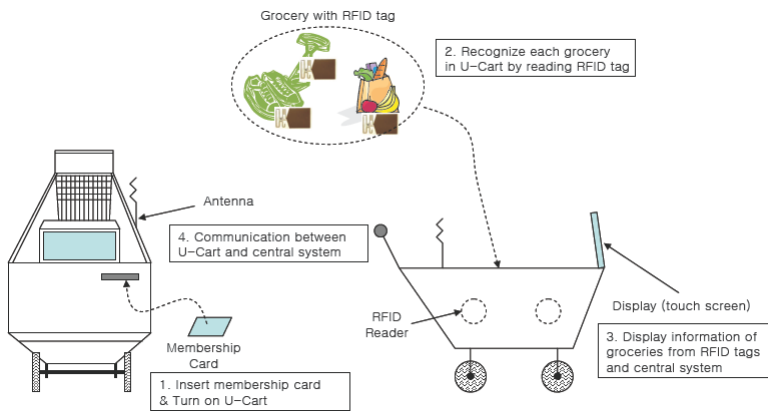 Grocery with RFID tag
2. Recognize each grocery
in U-Cart by reading RFID tag
Antenna
4. Communication between
U-Cart and central system
RFID
Reader
Display (touch screen)
3. Display information of
groceries from RFID tags
and central system
Membership
Card
1. Insert membership card
& Turn on U-Cart